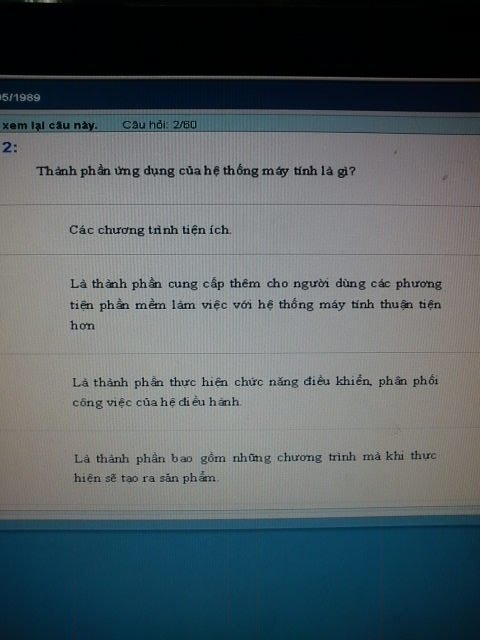 05/1989
xem lại câu này. Câu hỏi: 2/60
2:
Thành phần ứng dụng của hệ thống máy tính là gì?
Các chương trình tiện ích.
Là thành phần cung cấp thêm cho người dùng các phương
tiện phần mềm làm việc với hệ thống máy tính thuận tiện
hơn
Là thành phần thực hiện chức năng điều khiển, phân phối
công việc của hệ điều hành.
Là thành phần bao gồm những chương trình mà khi thực
hiện sẽ tạo ra sản phẩm.